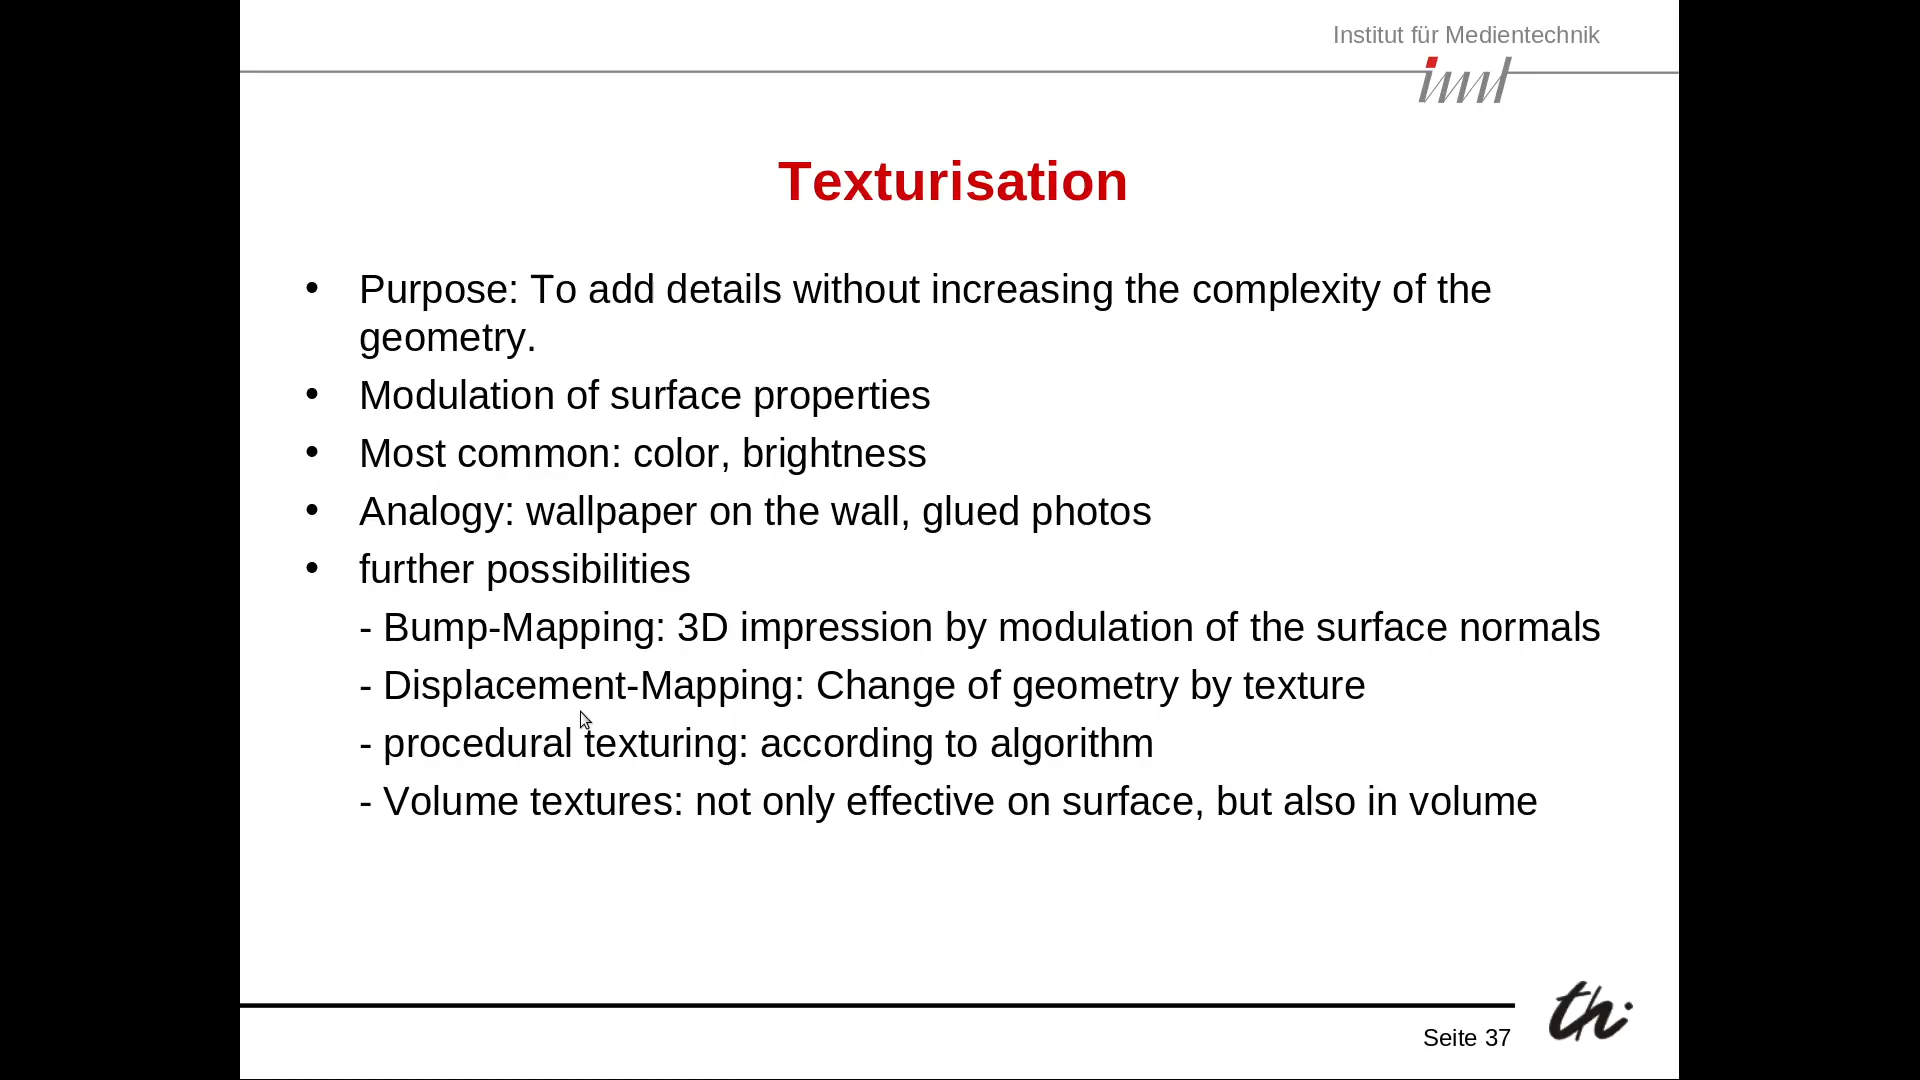 Institut für Medientechnik
imt
Texturisation
• Purpose: To add details without increasing the complexity of the
geometry.
• Modulation of surface properties
• Most common: color, brightness
• Analogy: wallpaper on the wall, glued photos
• further possibilities
- Bump-Mapping: 3D impression by modulation of the surface normals
- Displacement-Mapping: Change of geometry by texture
- procedural texturing: according to algorithm
- Volume textures: not only effective on surface, but also in volume
th
Seite 37